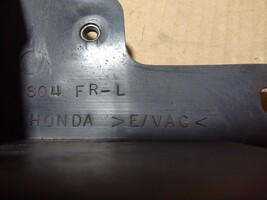 S04 FR-L
HONDA >E/VAC<